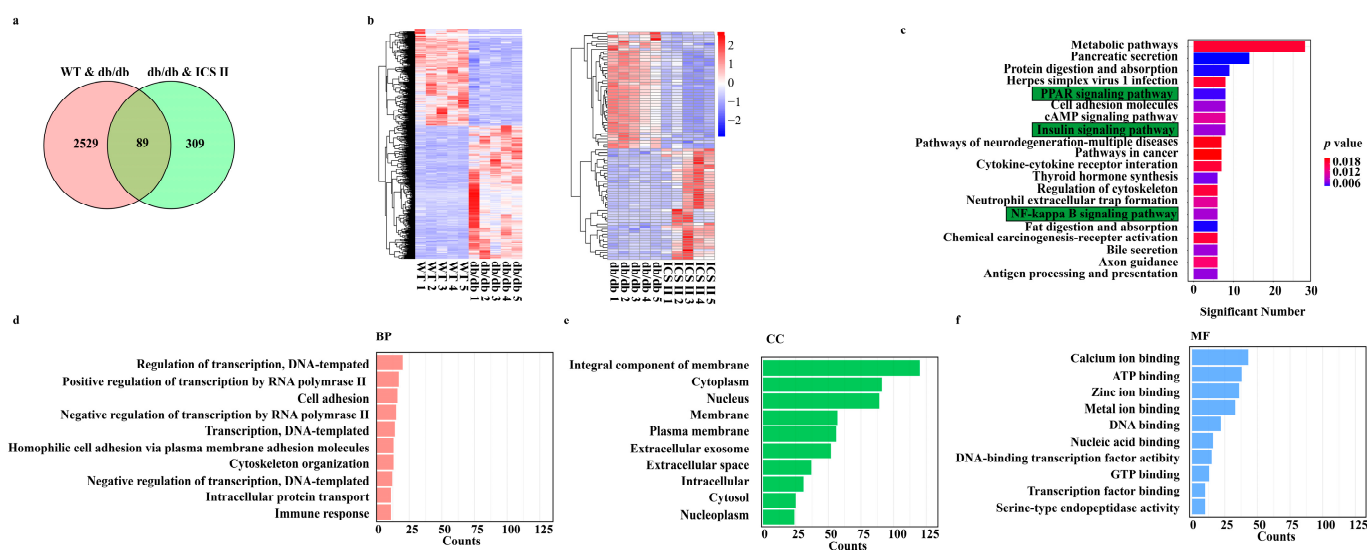 a
WT & db/db
db/db & ICS II
2529
89
309
b
2
1
0
−1
−2
WT 1
WT 2
WT 3
WT 4
WT 5
db/db 1
db/db 2
db/db 3
db/db 4
db/db 5
db/db 1
db/db 2
db/db 3
db/db 4
db/db 5
ICS II 1
ICS II 2
ICS II 3
ICS II 4
ICS II 5
c
Metabolic pathways
Pancreatic secretion
Protein digestion and absorption
Herpes simplex virus 1 infection
PPAR signaling pathway
Cell adhesion molecules
cAMP signaling pathway
Insulin signaling pathway
Pathways of neurodegeneration-multiple diseases
Pathways in cancer
Cytokine-cytokine receptor interation
Thyroid hormone synthesis
Regulation of cytoskeleton
Neutrophil extracellular trap formation
NF-kappa B signaling pathway
Fat digestion and absorption
Chemical carcinogenesis-receptor activation
Bile secretion
Axon guidance
Antigen processing and presentation
0 10 20 30
Significant Number
p value
0.018
0.012
0.006
d
BP
Regulation of transcription, DNA-tempated
Positive regulation of transcription by RNA polymrase II
Cell adhesion
Negative regulation of transcription by RNA polymrase II
Transcription, DNA-templated
Homophilic cell adhesion via plasma membrane adhesion molecules
Cytoskeleton organization
Negative regulation of transcription, DNA-templated
Intracellular protein transport
Immune response
0 25 50 75 100 125
Counts
e
CC
Integral component of membrane
Cytoplasm
Nucleus
Membrane
Plasma membrane
Extracellular exosome
Extracellular space
Intracellular
Cytosol
Nucleoplasm
0 25 50 75 100 125
Counts
f
MF
Calcium ion binding
ATP binding
Zinc ion binding
Metal ion binding
DNA binding
Nucleic acid binding
DNA-binding transcription factor actibity
GTP binding
Transcription factor binding
Serine-type endopeptidase activity
0 25 50 75 100 125
Counts